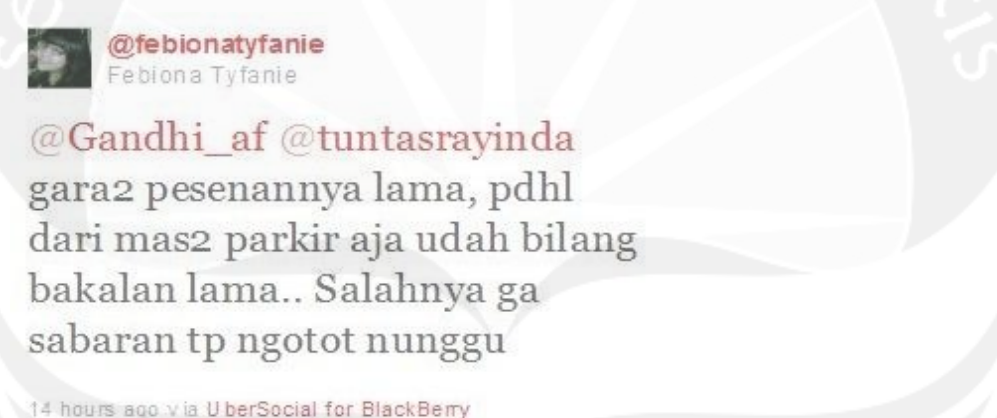 @febionatyfanie
Febiona Tyfanie
@Gandhi_af @tuntasrayinda
gara2 pesenannya lama, pdhl
dari mas2 parkir aja udah bilang
bakalan lama.. Salahnya ga
sabaran tp ngotot nunggu
14 hours ago via UberSocial for BlackBerry